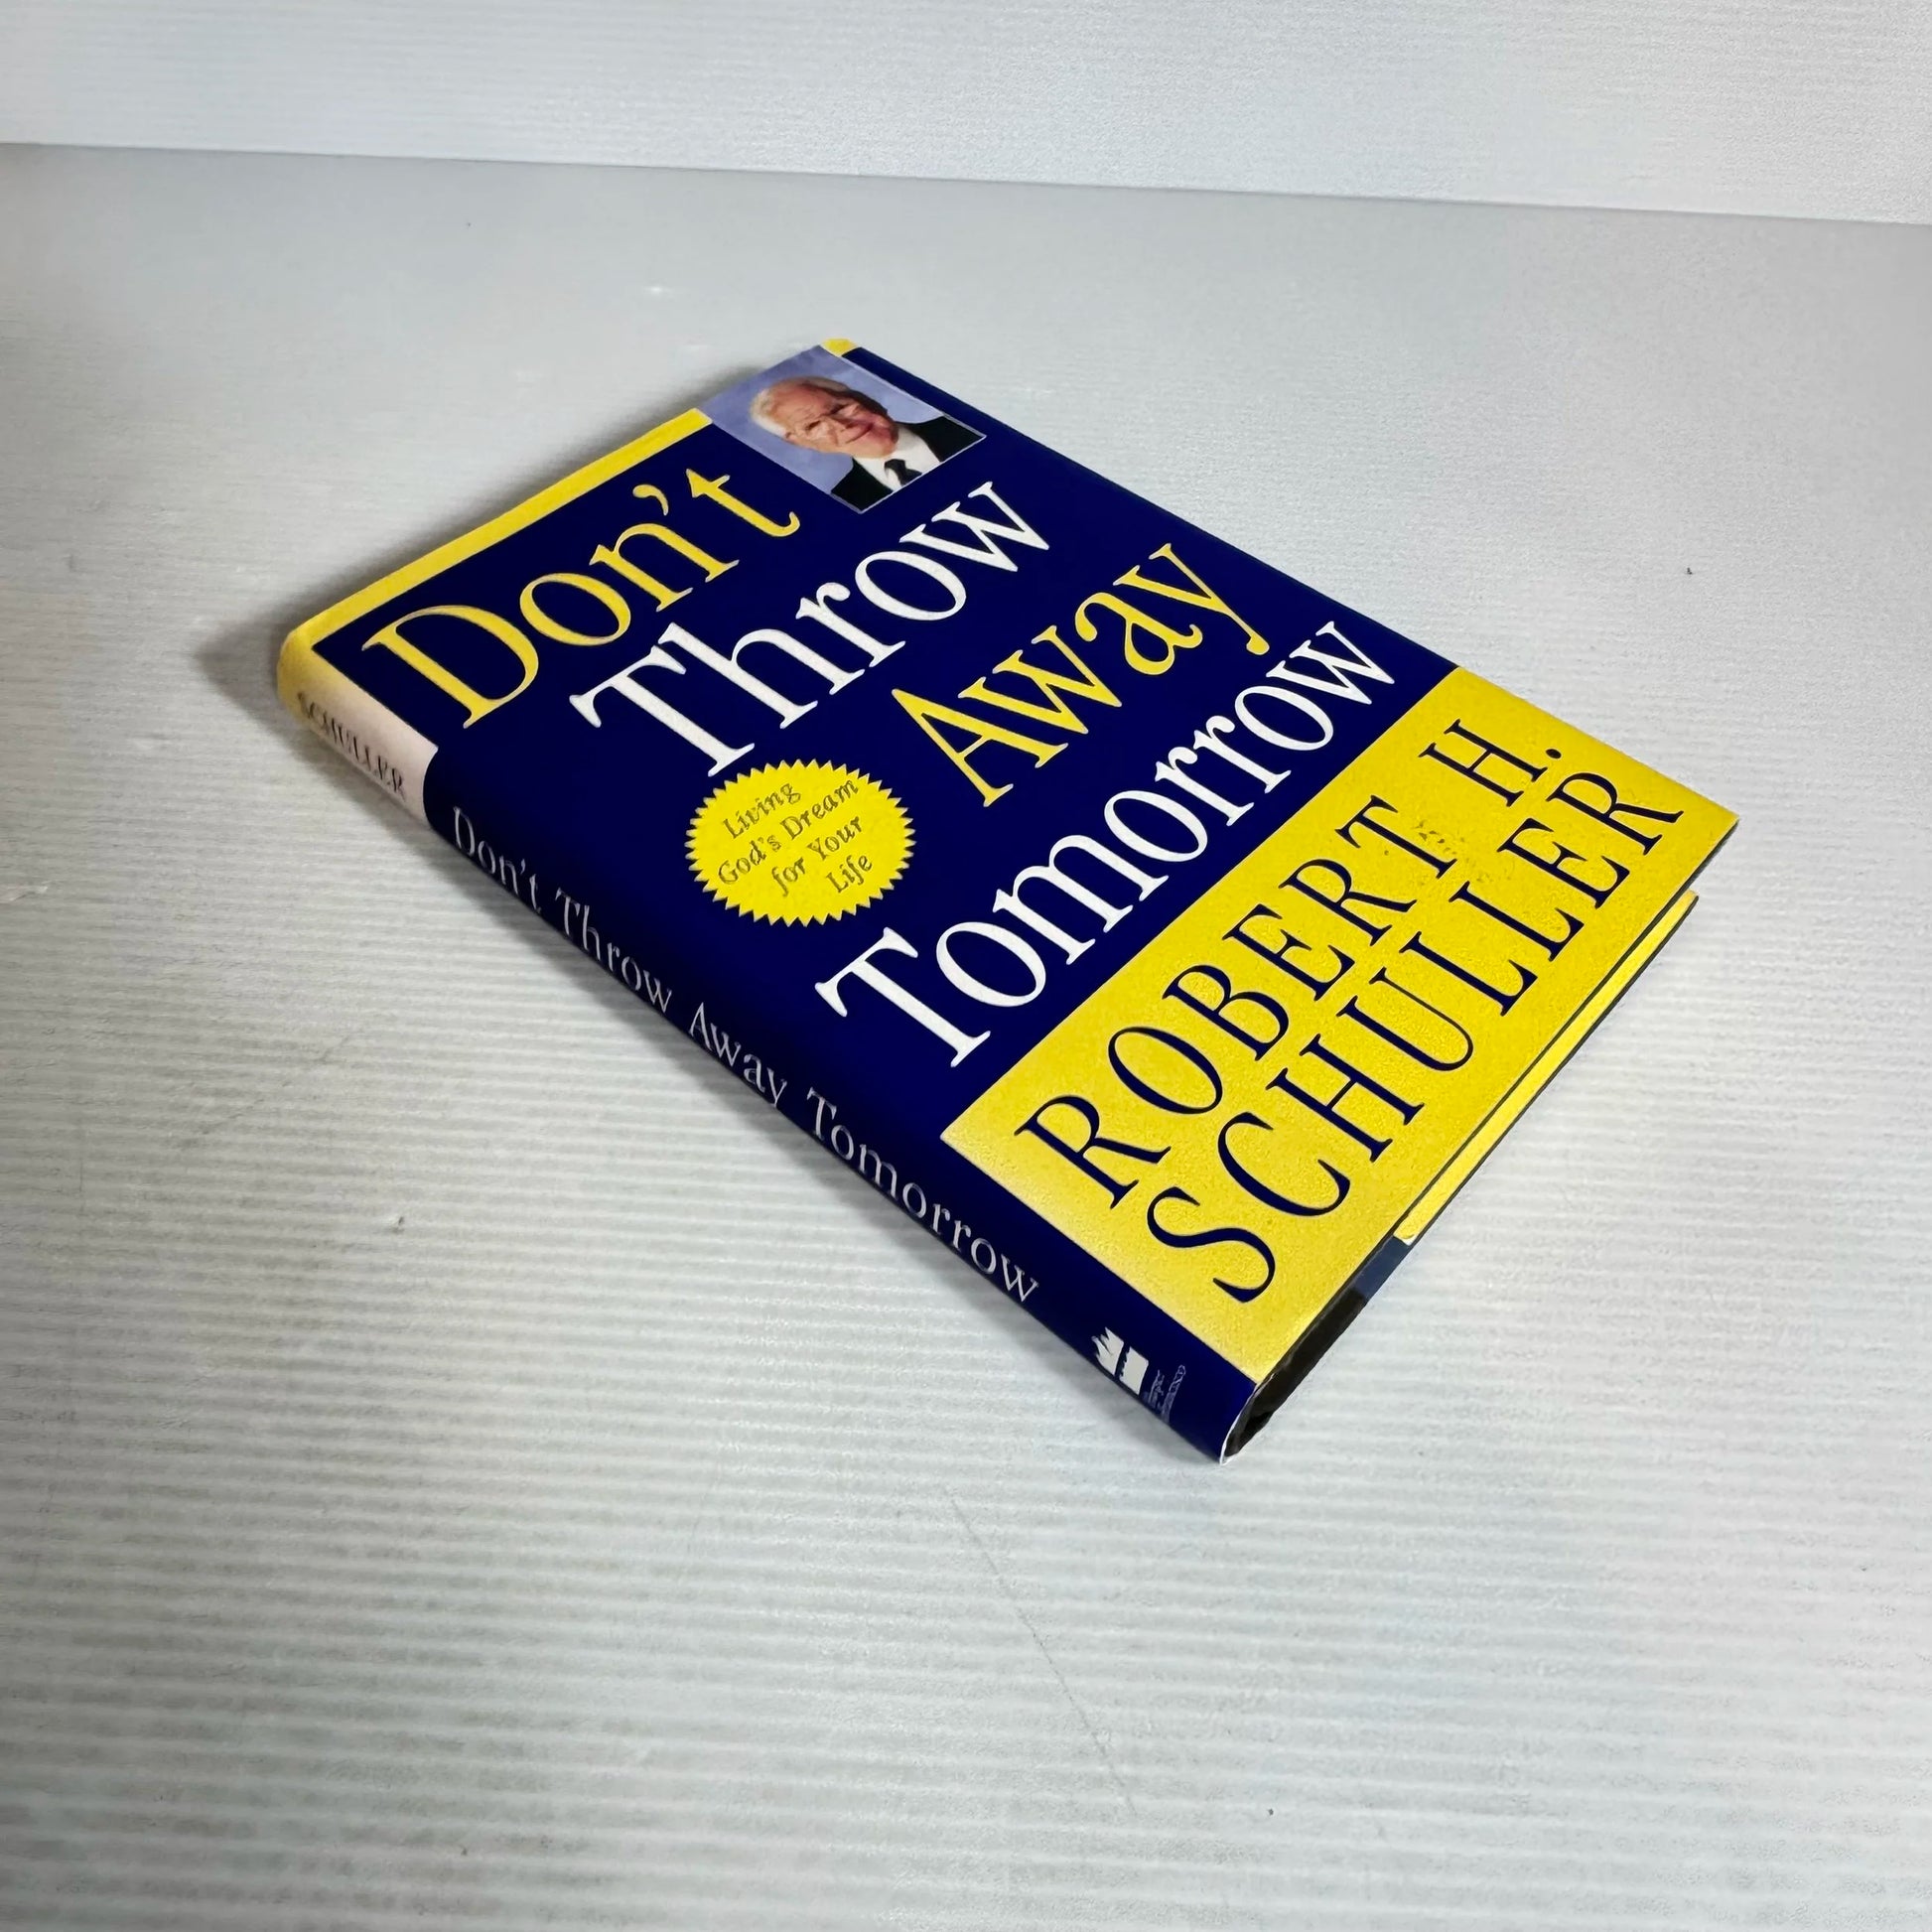 Don't
Throw
Away
Tomorrow
Living
God's Dream
for Your
Life
ROBERT H.
SCHULLER
SCHULLER
Don't Throw Away Tomorrow